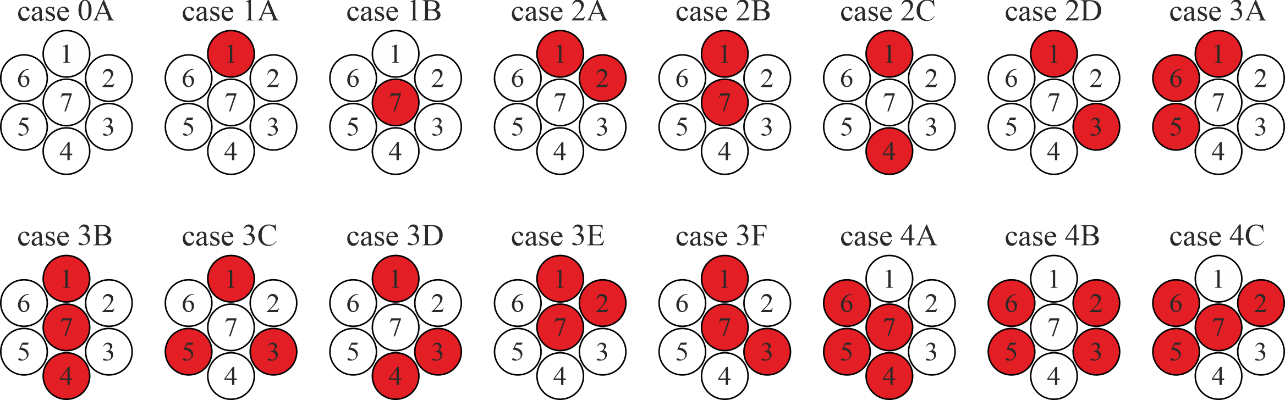 case 0A case 1A case 1B case 2A case 2B case 2C case 2D case 3A
1 1 1 1 1 1 1 1
6 2 6 2 6 2 6 2 6 2 6 2 6 2 6 2
7 7 7 7 7 7 7 7
5 3 5 3 5 3 5 3 5 3 5 3 5 3 5 3
4 4 4 4 4 4 4 4
case 3B case 3C case 3D case 3E case 3F case 4A case 4B case 4C
1 1 1 1 1 1 1 1
6 2 6 2 6 2 6 2 6 2 6 2 6 2 6 2
7 7 7 7 7 7 7 7
5 3 5 3 5 3 5 3 5 3 5 3 5 3 5 3
4 4 4 4 4 4 4 4